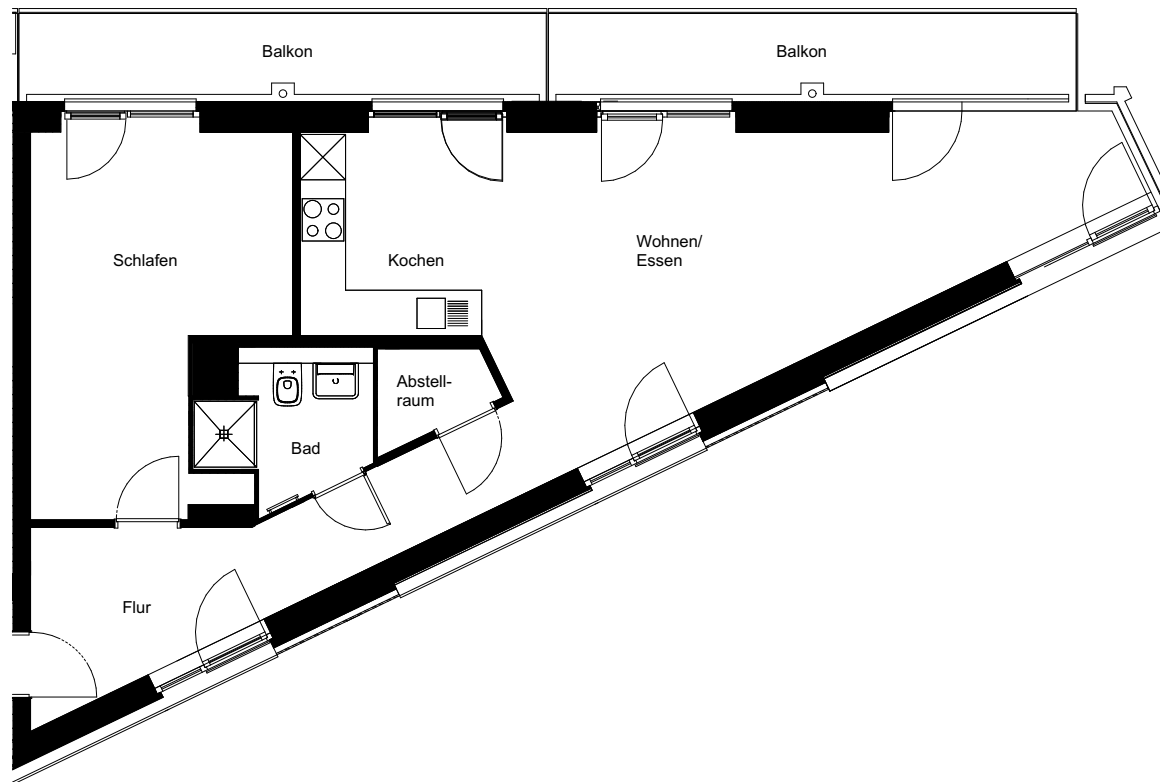 Balkon
Balkon
Schlafen
Kochen
Wohnen/
Essen
Abstell-
raum
Bad
Flur